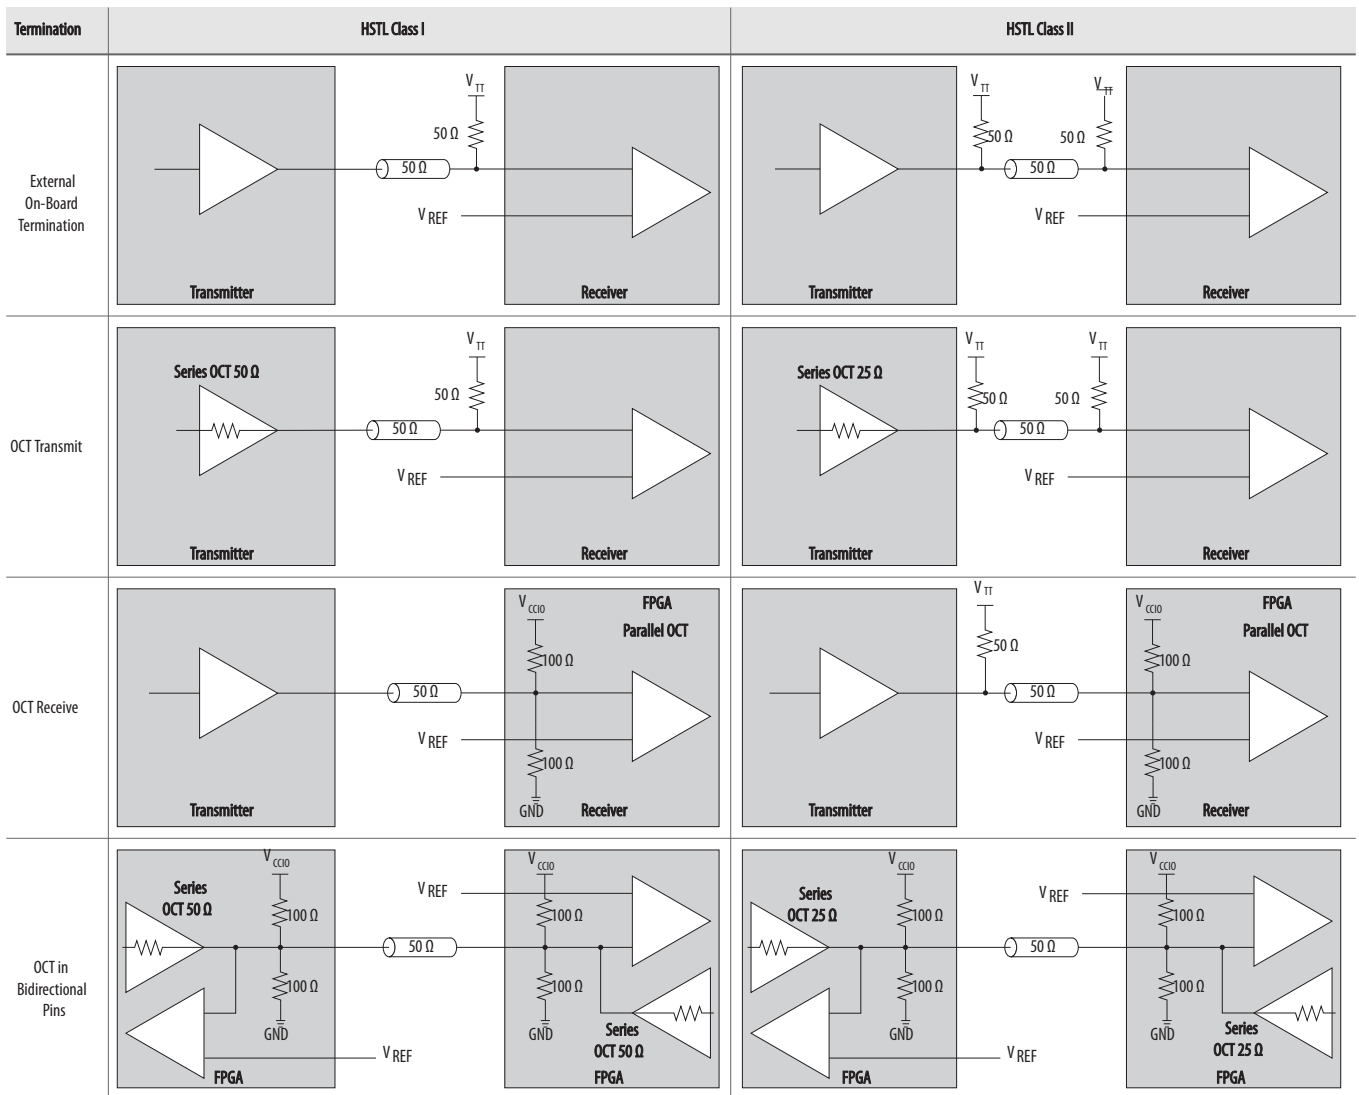 Termination HSTL Class I HSTL Class II
External
On-Board
Termination
V TT
50 Ω
50 Ω
V REF
Transmitter
Receiver
V TT
50 Ω
V TT
50 Ω
50 Ω
V REF
Transmitter
Receiver
OCT Transmit
Series OCT 50 Ω
V TT
50 Ω
50 Ω
V REF
Transmitter
Receiver
Series OCT 25 Ω
V TT
50 Ω
V TT
50 Ω
50 Ω
V REF
Transmitter
Receiver
OCT Receive
50 Ω
V CCIO
FPGA
Parallel OCT
100 Ω
V REF
100 Ω
GND
Transmitter
Receiver
V TT
50 Ω
50 Ω
V CCIO
FPGA
Parallel OCT
100 Ω
V REF
100 Ω
GND
Transmitter
Receiver
OCT in
Bidirectional
Pins
V CCIO
Series
OCT 50 Ω
100 Ω
100 Ω
GND
V REF
FPGA
50 Ω
V CCIO
V REF
100 Ω
100 Ω
GND
Series
OCT 50 Ω
FPGA
V CCIO
Series
OCT 25 Ω
100 Ω
100 Ω
GND
V REF
FPGA
50 Ω
V CCIO
V REF
100 Ω
100 Ω
GND
Series
OCT 25 Ω
FPGA